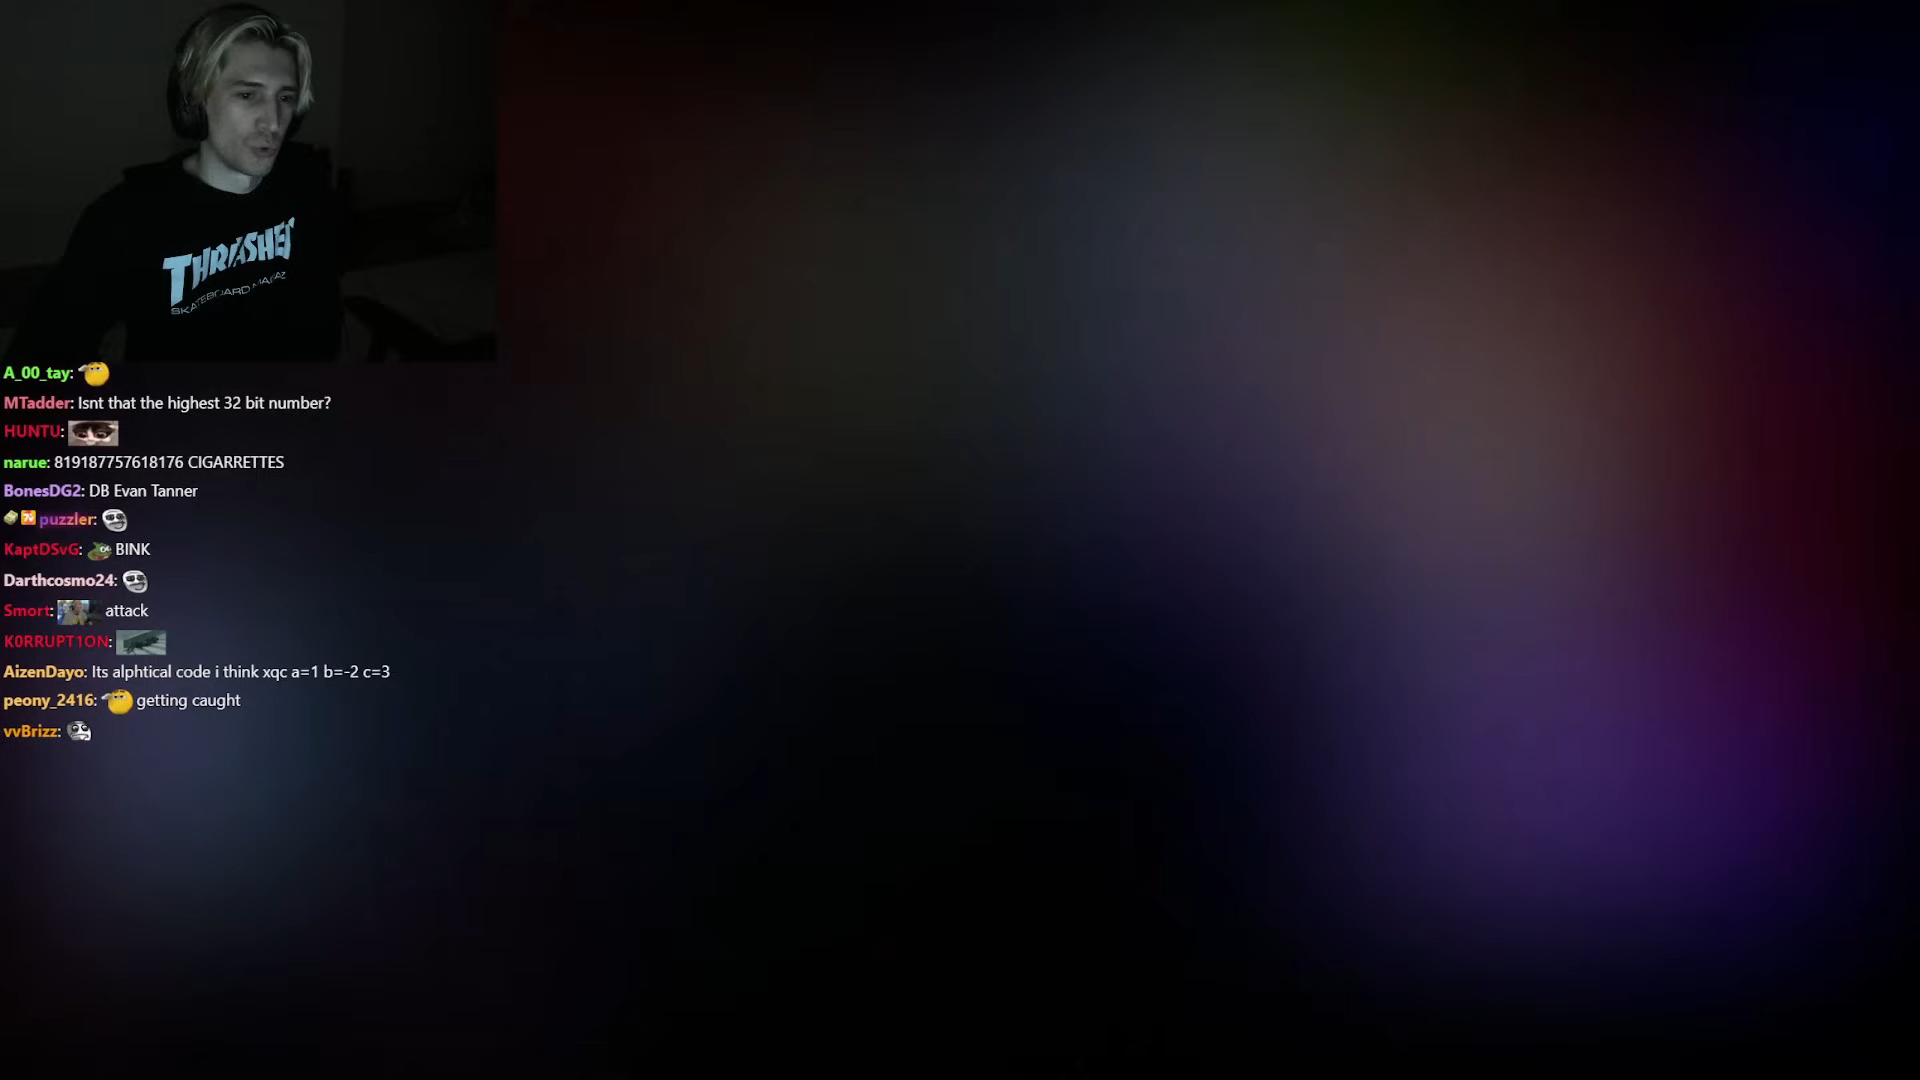 THRASHER
SKATEBOARD MAGAZ
A_00_tay:
MTadder: Isnt that the highest 32 bit number?
HUNTU:
narue: 819187757618176 CIGARRETTES
BonesDG2: DB Evan Tanner
puzzler:
KaptDSvG: BINK
Darthcosmo24:
Smort: attack
K0RRUPT1ON:
AizenDayo: Its alphtical code i think xqc a=1 b=-2 c=3
peony_2416: getting caught
vvBrizz: